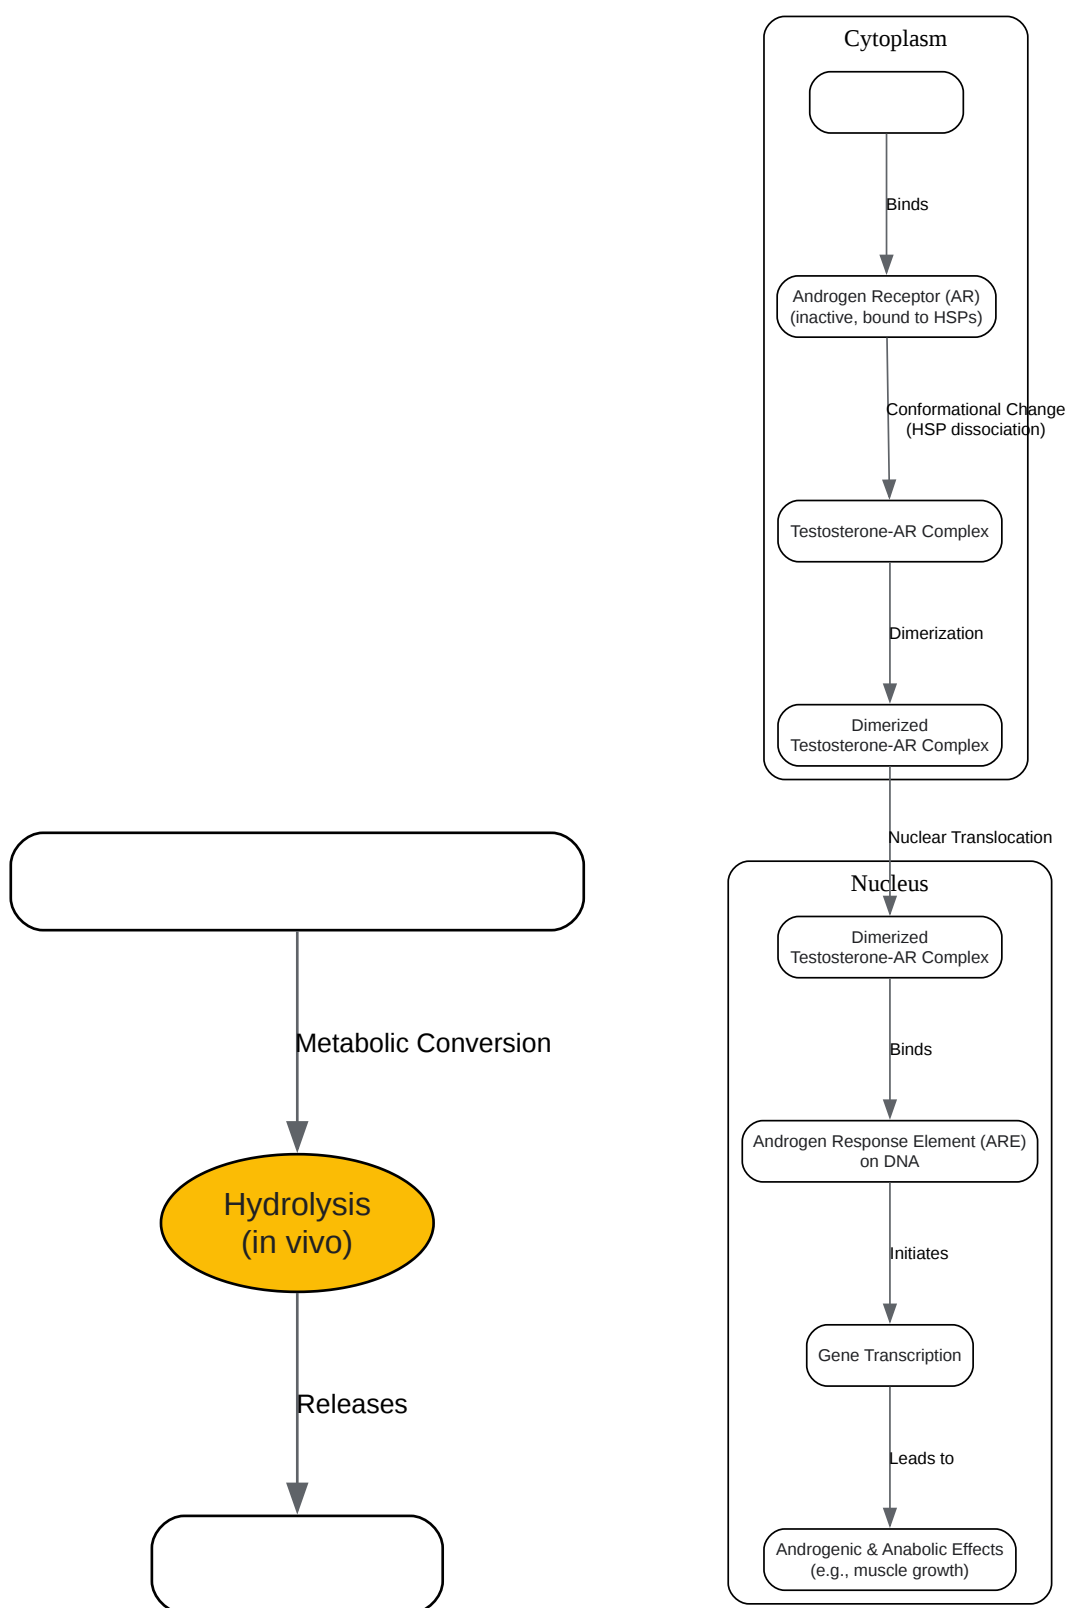 Cytoplasm
Binds
Androgen Receptor (AR)
(inactive, bound to HSPs)
Conformational Change
(HSP dissociation)
Testosterone-AR Complex
Dimerization
Dimerized
Testosterone-AR Complex
Nuclear Translocation
Nucleus
Dimerized
Testosterone-AR Complex
Binds
Androgen Response Element (ARE)
on DNA
Initiates
Gene Transcription
Leads to
Androgenic & Anabolic Effects
(e.g., muscle growth)
Metabolic Conversion
Hydrolysis
(in vivo)
Releases